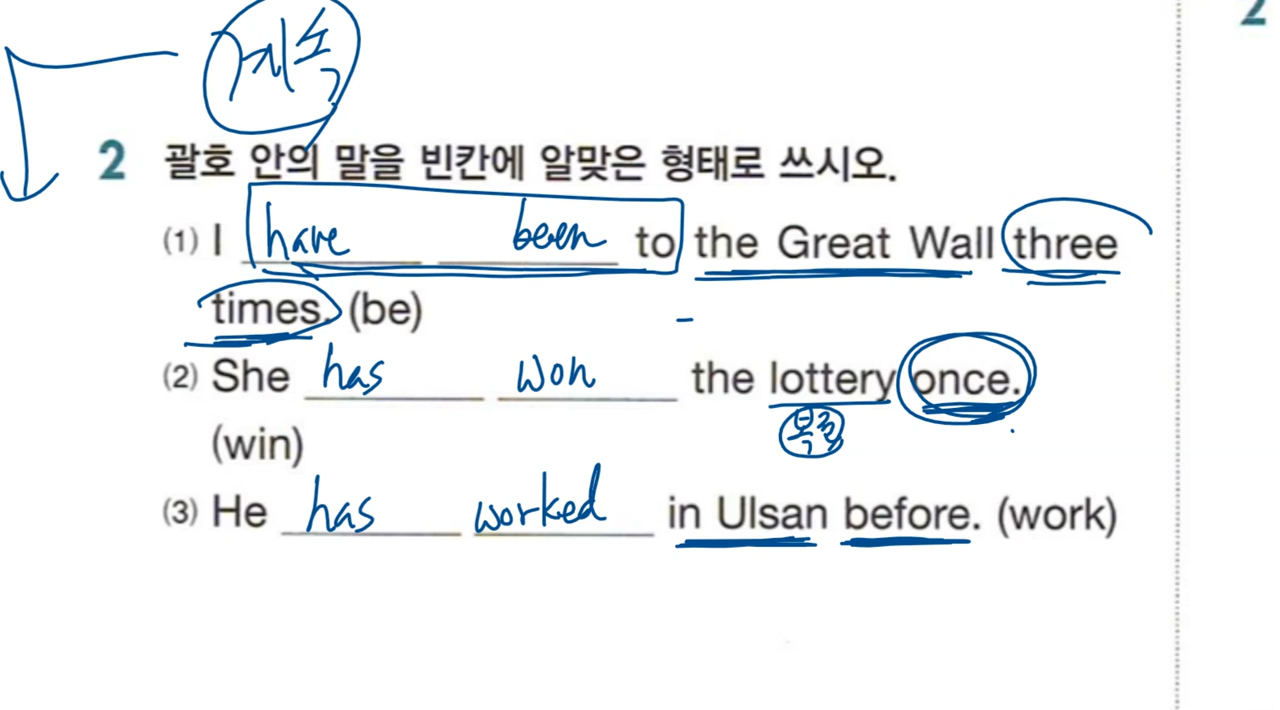 계속
2
2 괄호 안의 말을 빈칸에 알맞은 형태로 쓰시오.
(1) I have been to the Great Wall three
times. (be)
(2) She has won the lottery once.
복권
(win)
(3) He has worked in Ulsan before. (work)